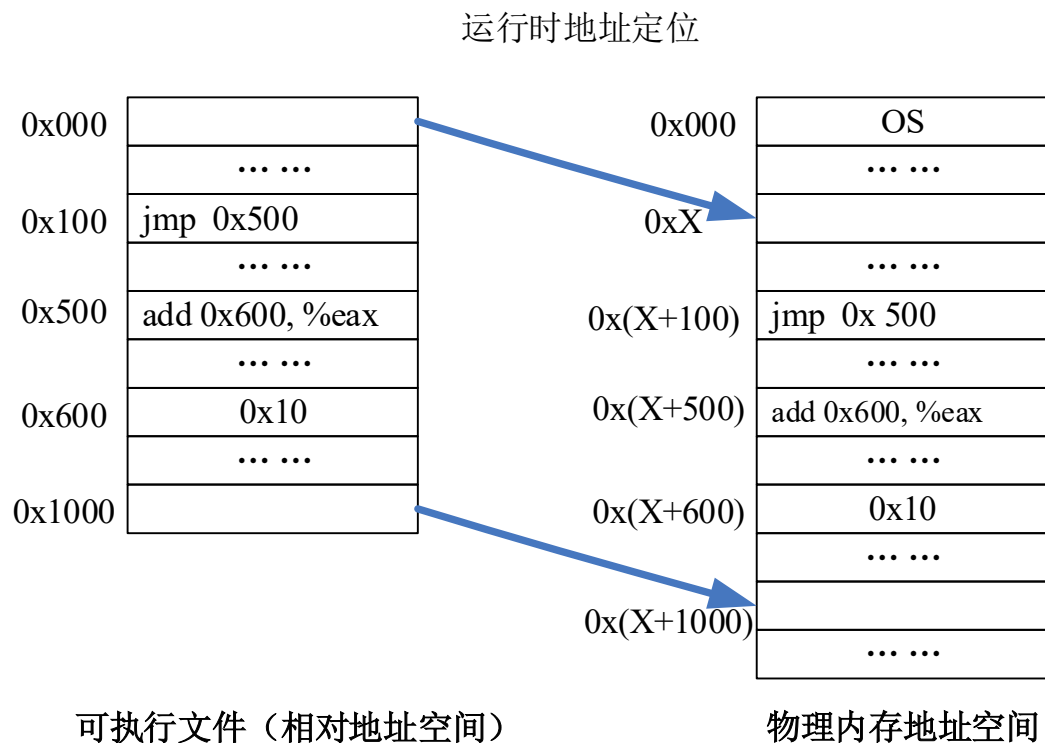 运行时地址定位
0x000
… …
0x100 jmp 0x500
… …
0x500 add 0x600, %eax
… …
0x600 0x10
… …
0x1000
可执行文件（相对地址空间）
0x000 OS
… …
0xX
… …
0x(X+100) jmp 0x 500
… …
0x(X+500) add 0x600, %eax
… …
0x(X+600) 0x10
… …
0x(X+1000)
… …
物理内存地址空间